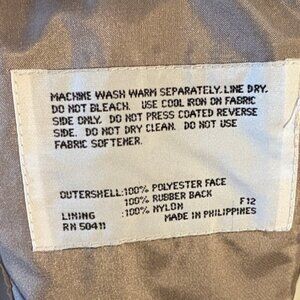 MACHINE WASH WARM SEPARATELY. LINE DRY.
DO NOT BLEACH. USE COOL IRON ON FABRIC
SIDE ONLY. DO NOT PRESS COATED REVERSE
SIDE. DO NOT DRY CLEAN. DO NOT USE
FABRIC SOFTENER.
OUTERSHELL:100% POLYESTER FACE
100% RUBBER BACK F 12
LINING :100% NYLON
RN 50411 MADE IN PHILIPPINES